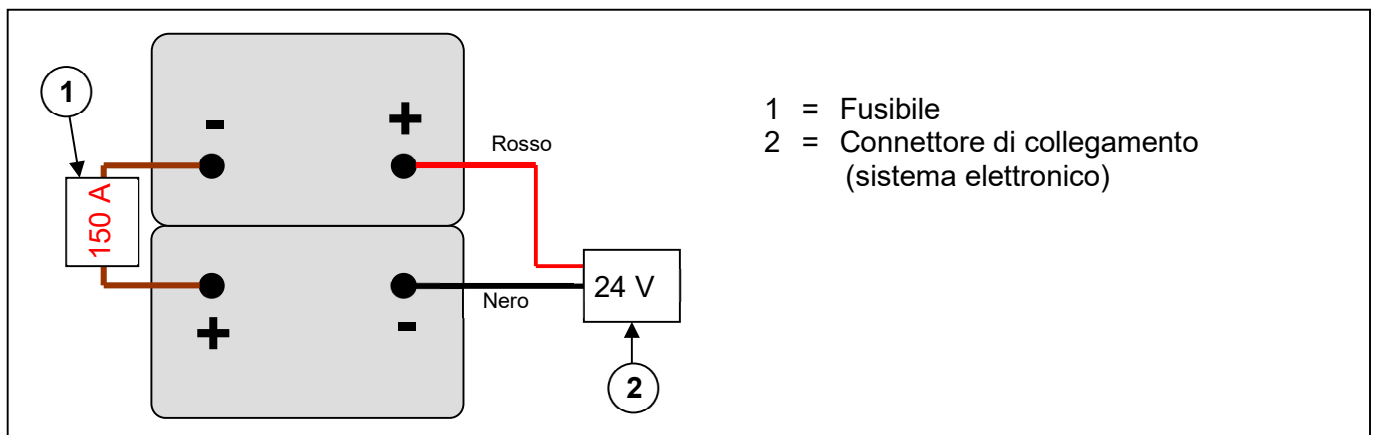 1
- +
Rosso
150 A
24 V
Nero
+ -
2
1 = Fusibile
2 = Connettore di collegamento
(sistema elettronico)